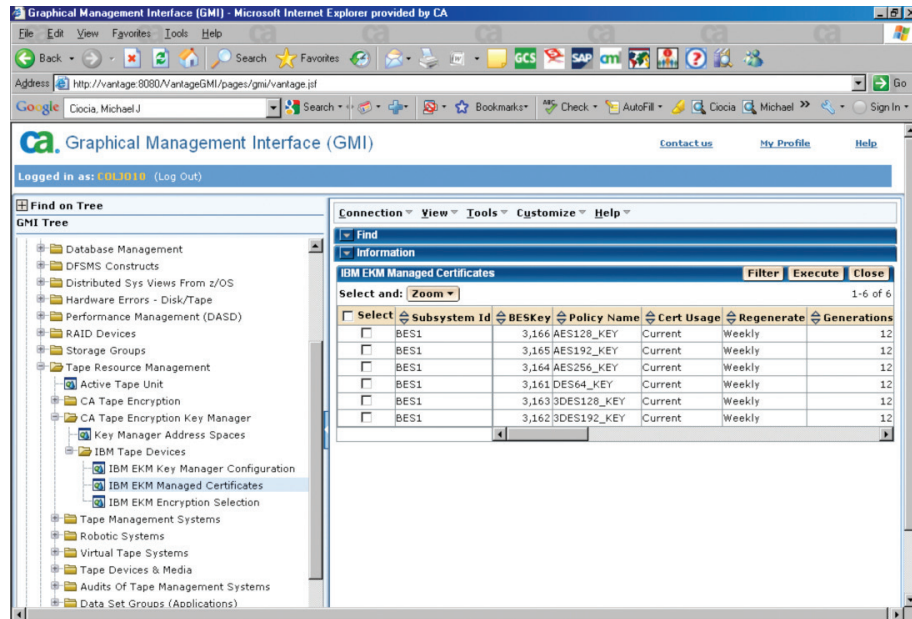 Graphical Management Interface (GMI) - Microsoft Internet Explorer provided by CA
File Edit View Favorites Tools Help
Back Search Favorites GCS SAP
Address http://vantage:8080/VantageGMI/pages/gmi/vantage.jsf Go
Google Ciocia, Michael J Search Bookmarks Check AutoFill Ciocia Michael Sign In
ca Graphical Management Interface (GMI) Contact us My Profile Help
Logged in as: COLJO10 (Log Out)
Find on Tree
GMI Tree
Database Management
DFSMS Constructs
Distributed Sys Views From z/OS
Hardware Errors - Disk/Tape
Performance Management (DASD)
RAID Devices
Storage Groups
Tape Resource Management
Active Tape Unit
CA Tape Encryption
CA Tape Encryption Key Manager
Key Manager Address Spaces
IBM Tape Devices
IBM EKM Key Manager Configuration
IBM EKM Managed Certificates
IBM EKM Encryption Selection
Tape Management Systems
Robotic Systems
Virtual Tape Systems
Tape Devices & Media
Audits Of Tape Management Systems
Data Set Groups (Applications)
Connection View Tools Customize Help
Find
Information
IBM EKM Managed Certificates Filter Execute Close
Select and: Zoom 1-6 of 6
Select Subsystem Id BESKey Policy Name Cert Usage Regenerate Generations
BES1 3,166 AES128_KEY Current Weekly 12
BES1 3,165 AES192_KEY Current Weekly 12
BES1 3,164 AES256_KEY Current Weekly 12
BES1 3,161 DES64_KEY Current Weekly 12
BES1 3,163 3DES128_KEY Current Weekly 12
BES1 3,162 3DES192_KEY Current Weekly 12